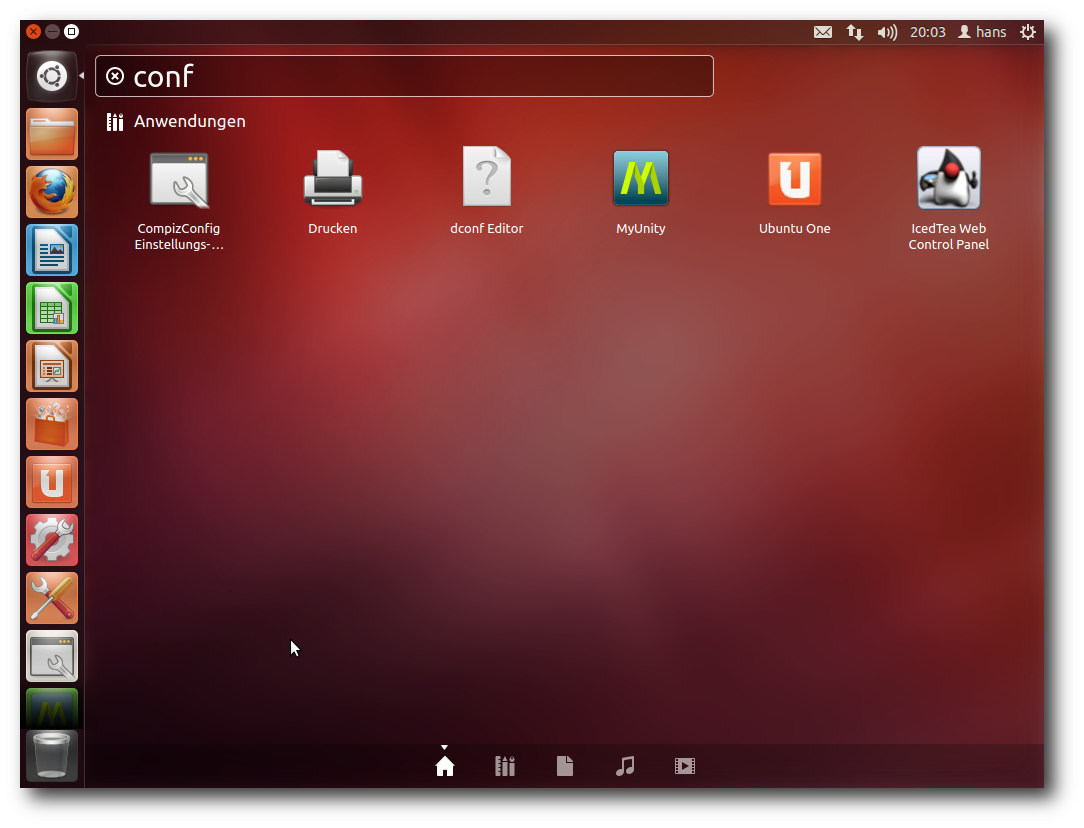 20:03 hans
conf
Anwendungen
CompizConfig
Einstellungs-...
Drucken
dconf Editor
MyUnity
Ubuntu One
IcedTea Web
Control Panel